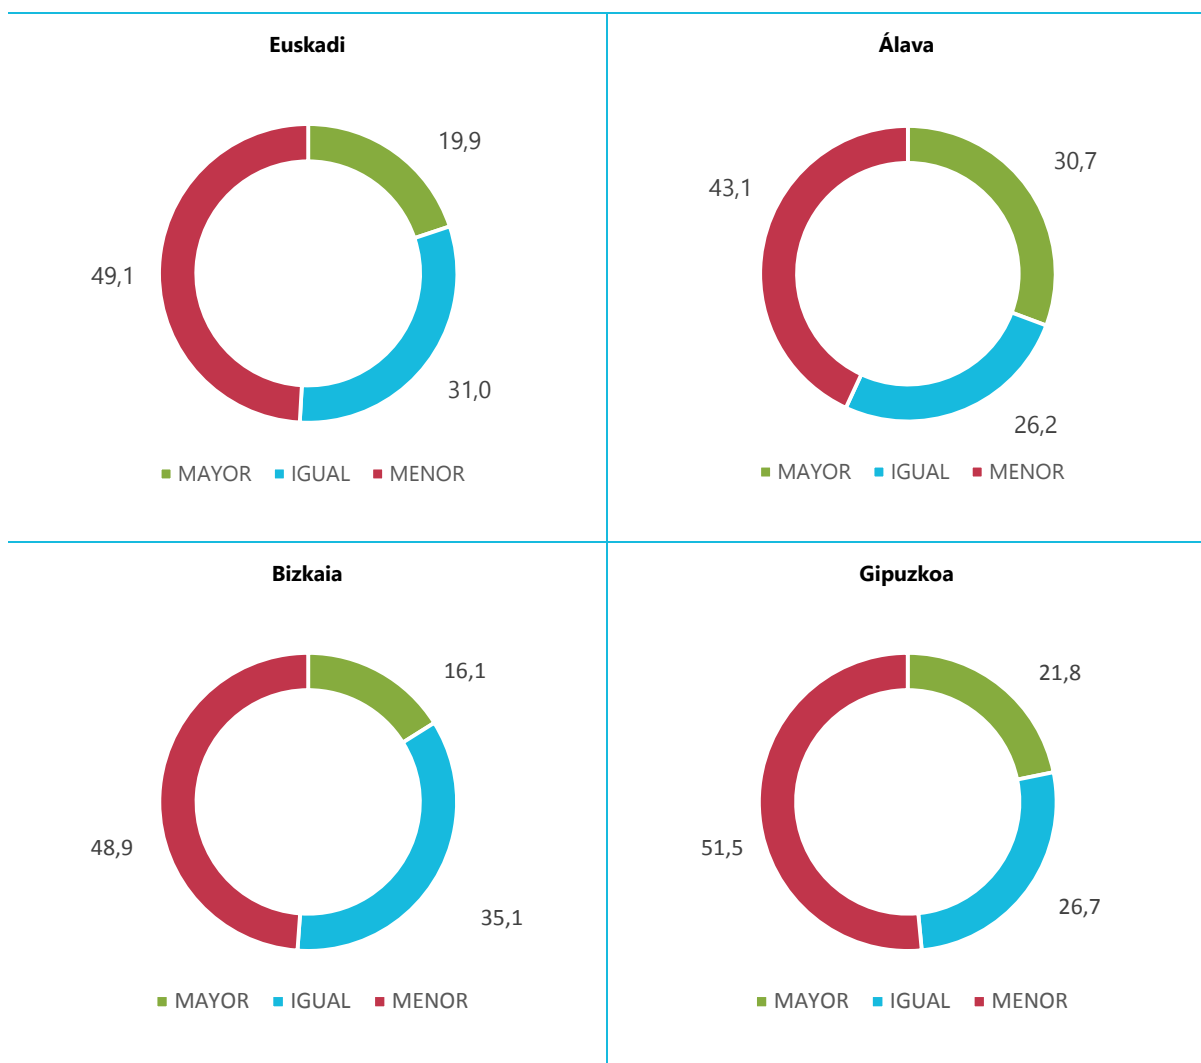 Euskadi
19,9
49,1
31,0
MAYOR IGUAL MENOR
Álava
30,7
43,1
26,2
MAYOR IGUAL MENOR
Bizkaia
16,1
48,9
35,1
MAYOR IGUAL MENOR
Gipuzkoa
21,8
51,5
26,7
MAYOR IGUAL MENOR